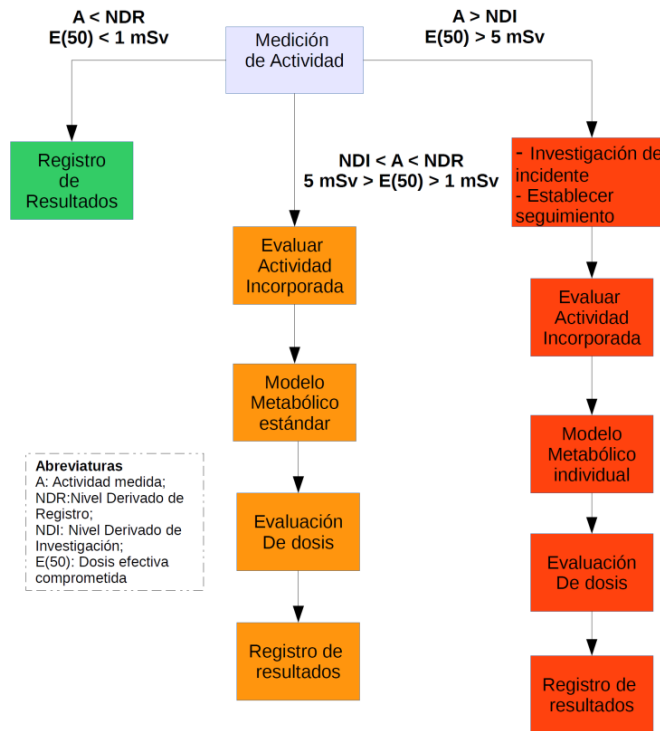 A < NDR
E(50) < 1 mSv
Medición
de Actividad
A > NDI
E(50) > 5 mSv
Registro
de
Resultados
NDI < A < NDR
5 mSv > E(50) > 1 mSv
- Investigación de
incidente
- Establecer
seguimiento
Evaluar
Actividad
Incorporada
Evaluar
Actividad
Incorporada
Modelo
Metabólico
estándar
Modelo
Metabólico
individual
Abreviaturas
A: Actividad medida;
NDR:Nivel Derivado de
Registro;
NDI: Nivel Derivado de
Investigación;
E(50): Dosis efectiva
comprometida
Evaluación
De dosis
Evaluación
De dosis
Registro de
resultados
Registro de
resultados